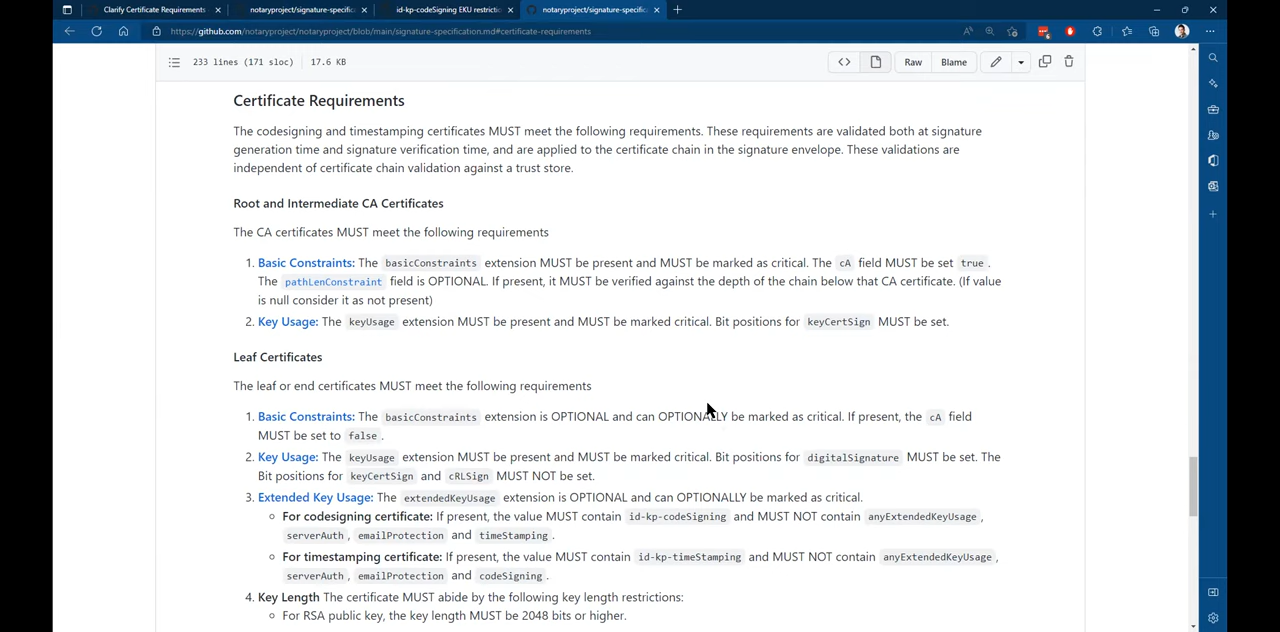 Clarify Certificate Requirements
notaryproject/signature-specific
id-kp-codeSigning EKU restrictio
notaryproject/signature-specific
https://github.com/notaryproject/notaryproject/blob/main/signature-specification.md#certificate-requirements
233 lines (171 sloc) 17.6 KB
Raw Blame
Certificate Requirements
The codesigning and timestamping certificates MUST meet the following requirements. These requirements are validated both at signature
generation time and signature verification time, and are applied to the certificate chain in the signature envelope. These validations are
independent of certificate chain validation against a trust store.
Root and Intermediate CA Certificates
The CA certificates MUST meet the following requirements
1. Basic Constraints: The basicConstraints extension MUST be present and MUST be marked as critical. The cA field MUST be set true .
The pathLenConstraint field is OPTIONAL. If present, it MUST be verified against the depth of the chain below that CA certificate. (If value
is null consider it as not present)
2. Key Usage: The keyUsage extension MUST be present and MUST be marked critical. Bit positions for keyCertSign MUST be set.
Leaf Certificates
The leaf or end certificates MUST meet the following requirements
1. Basic Constraints: The basicConstraints extension is OPTIONAL and can OPTIONALLY be marked as critical. If present, the cA field
MUST be set to false .
2. Key Usage: The keyUsage extension MUST be present and MUST be marked critical. Bit positions for digitalSignature MUST be set. The
Bit positions for keyCertSign and cRLSign MUST NOT be set.
3. Extended Key Usage: The extendedKeyUsage extension is OPTIONAL and can OPTIONALLY be marked as critical.
For codesigning certificate: If present, the value MUST contain id-kp-codeSigning and MUST NOT contain anyExtendedKeyUsage ,
serverAuth , emailProtection and timeStamping .
For timestamping certificate: If present, the value MUST contain id-kp-timeStamping and MUST NOT contain anyExtendedKeyUsage ,
serverAuth , emailProtection and codeSigning .
4. Key Length The certificate MUST abide by the following key length restrictions:
For RSA public key, the key length MUST be 2048 bits or higher.